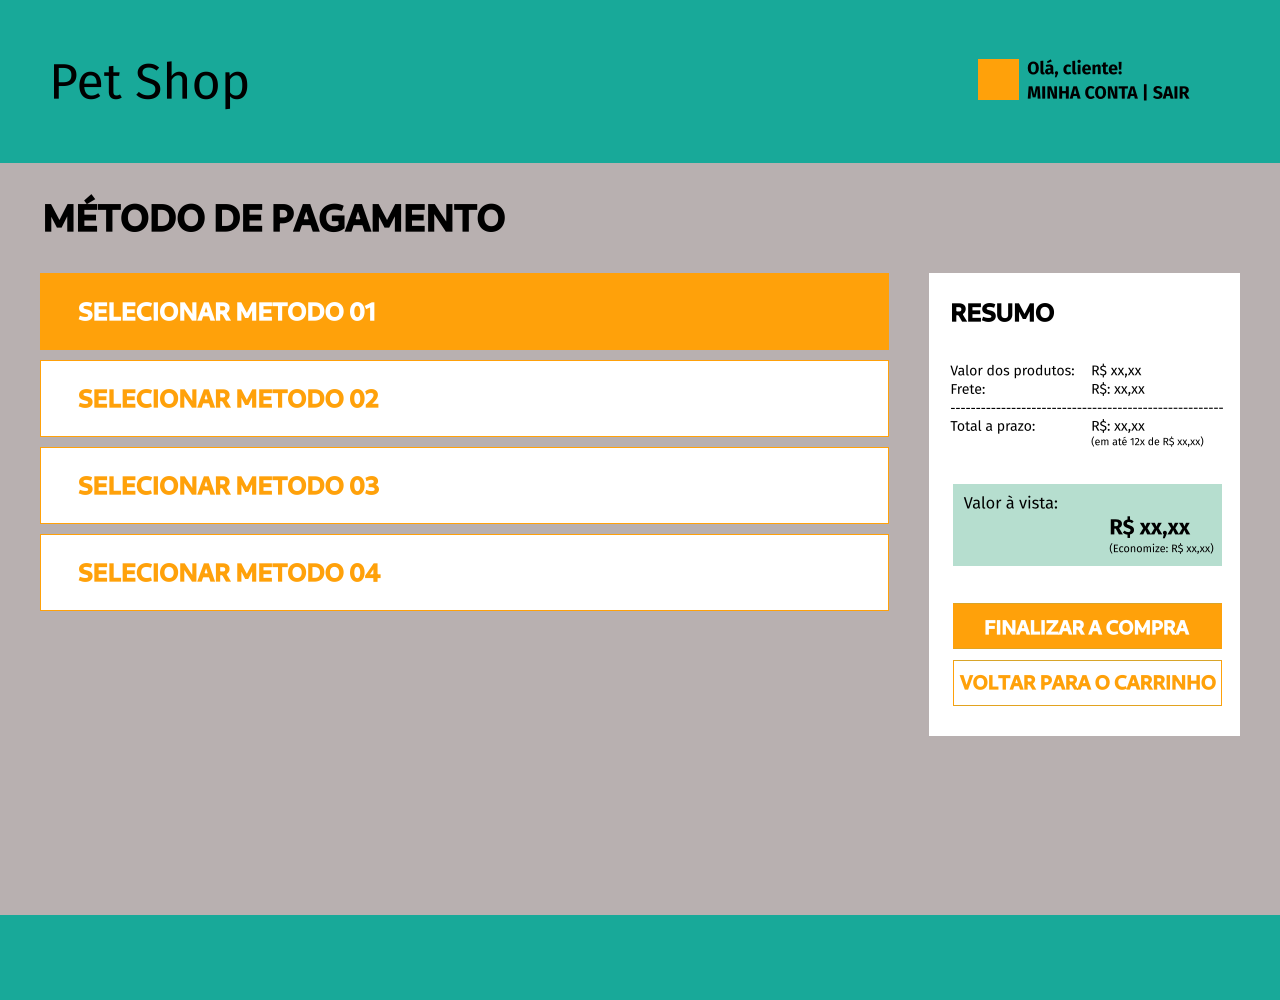 Pet Shop
Olá, cliente!
MINHA CONTA | SAIR
MÉTODO DE PAGAMENTO
SELECIONAR METODO 01
SELECIONAR METODO 02
SELECIONAR METODO 03
SELECIONAR METODO 04
RESUMO
Valor dos produtos: R$ xx,xx
Frete: R$: xx,xx
------------------------------------------------------
Total a prazo: R$: xx,xx
(em até 12x de R$ xx,xx)
Valor à vista:
R$ xx,xx
(Economize: R$ xx,xx)
FINALIZAR A COMPRA
VOLTAR PARA O CARRINHO